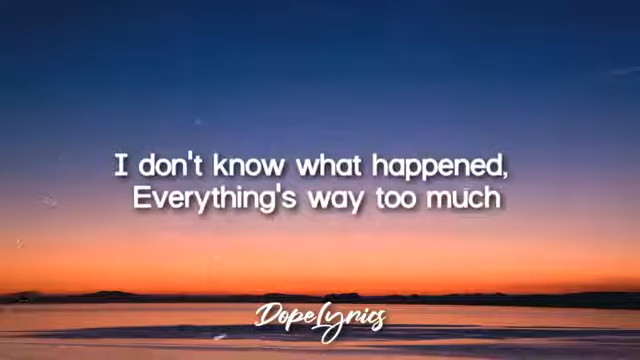 I don't know what happened,
Everything's way too much
DopeLyrics